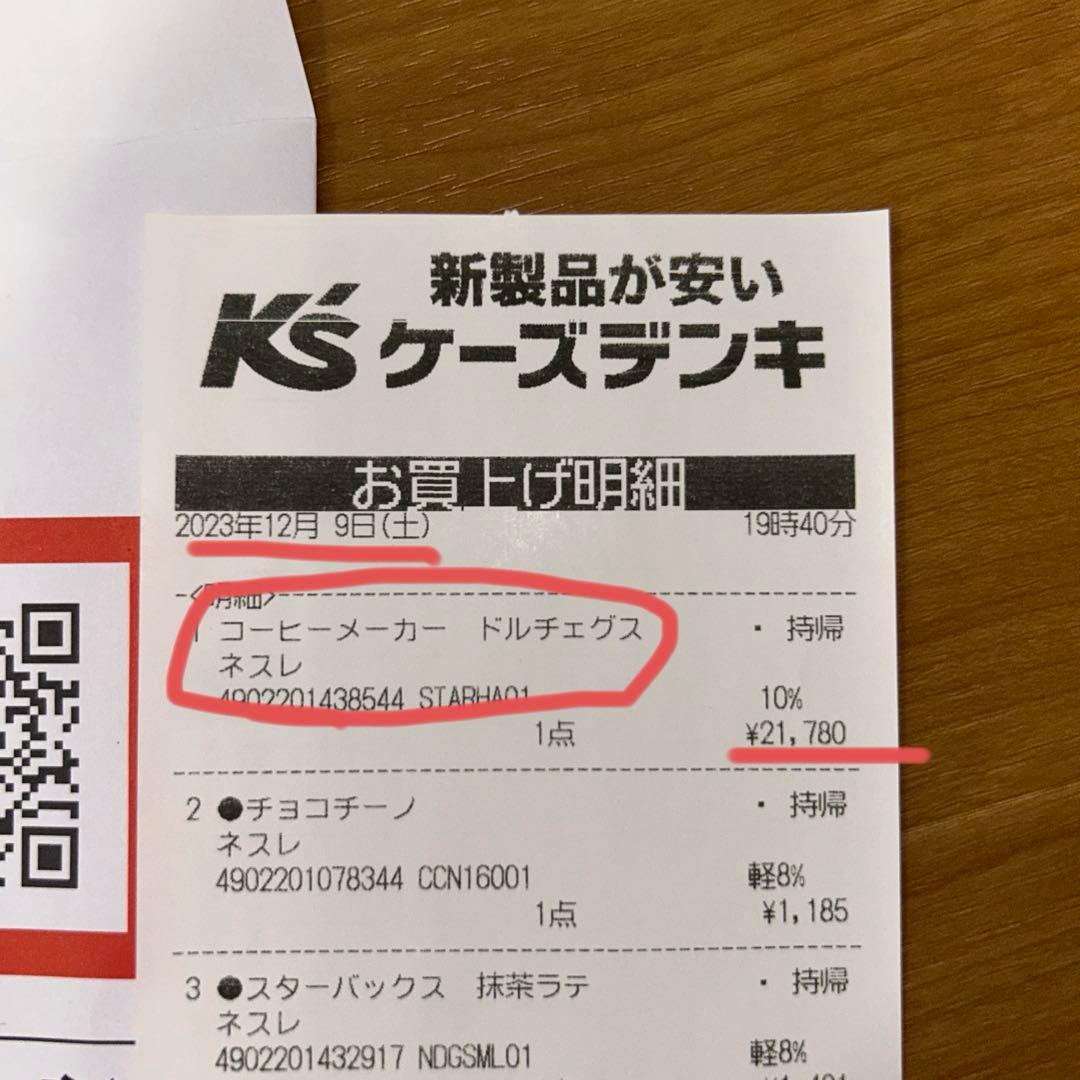 新製品が安い
K's ケーズデンキ
お買上げ明細
2023年12月 9日(土) 19時40分
<明細>
1 コーヒーメーカー ドルチェグス ・ 持帰
ネスレ
4902201438544 STARHA01 10%
1点 ¥21,780
2 ●チョコチーノ ・ 持帰
ネスレ
4902201078344 CCN16001 軽8%
1点 ¥1,185
3 ●スターバックス 抹茶ラテ ・ 持帰
ネスレ
4902201432917 NDGSML01 軽8%